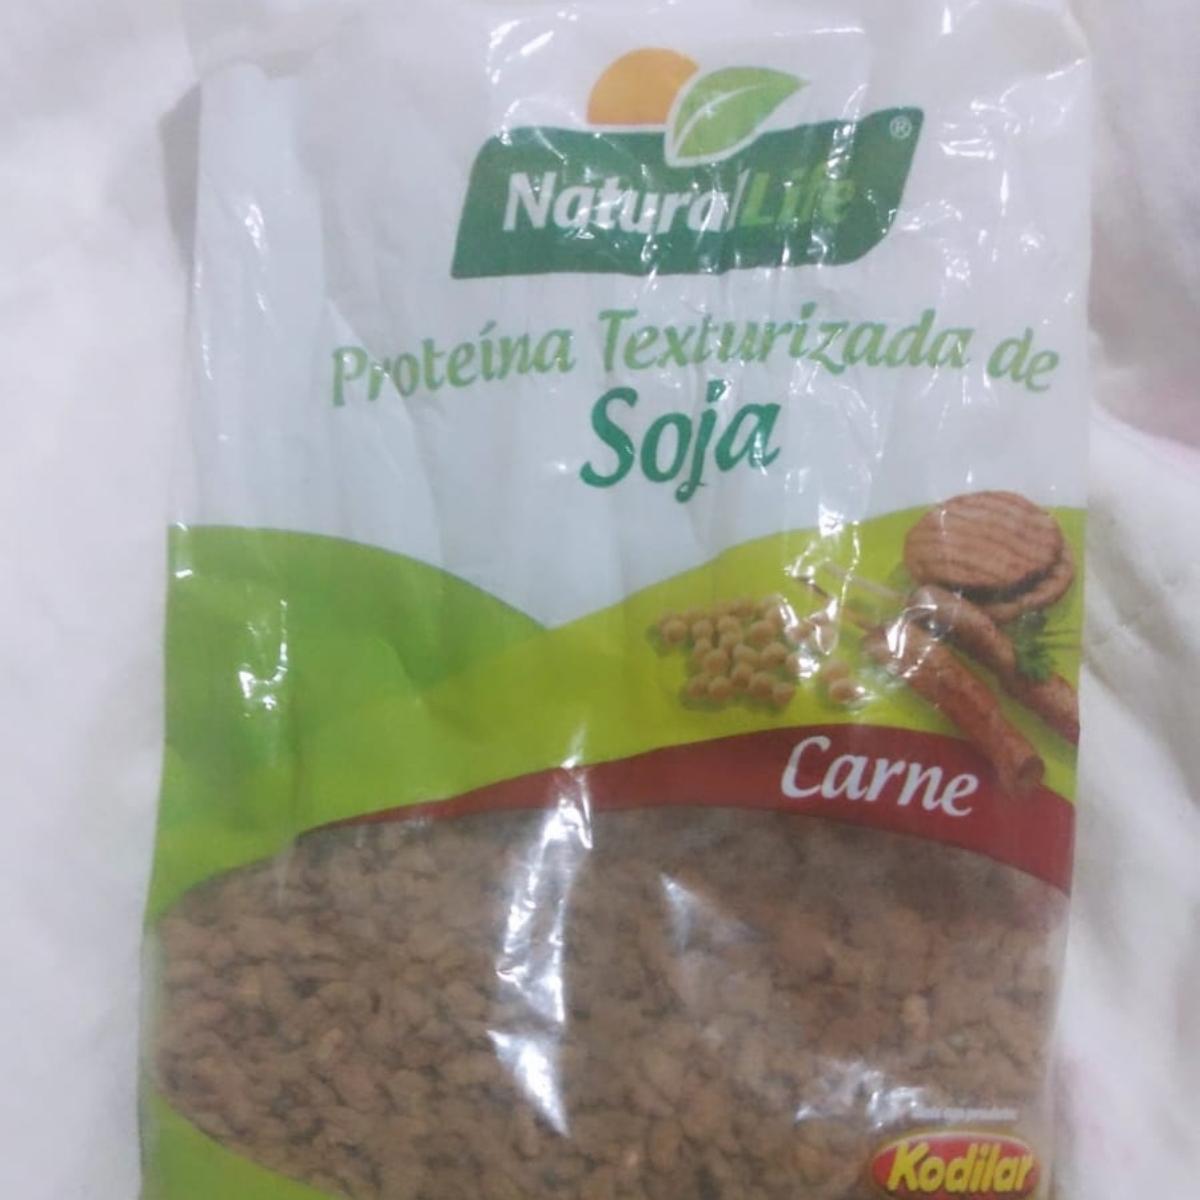 NaturalLife®
Proteína Texturizada de
Soja
Carne
Kodilar